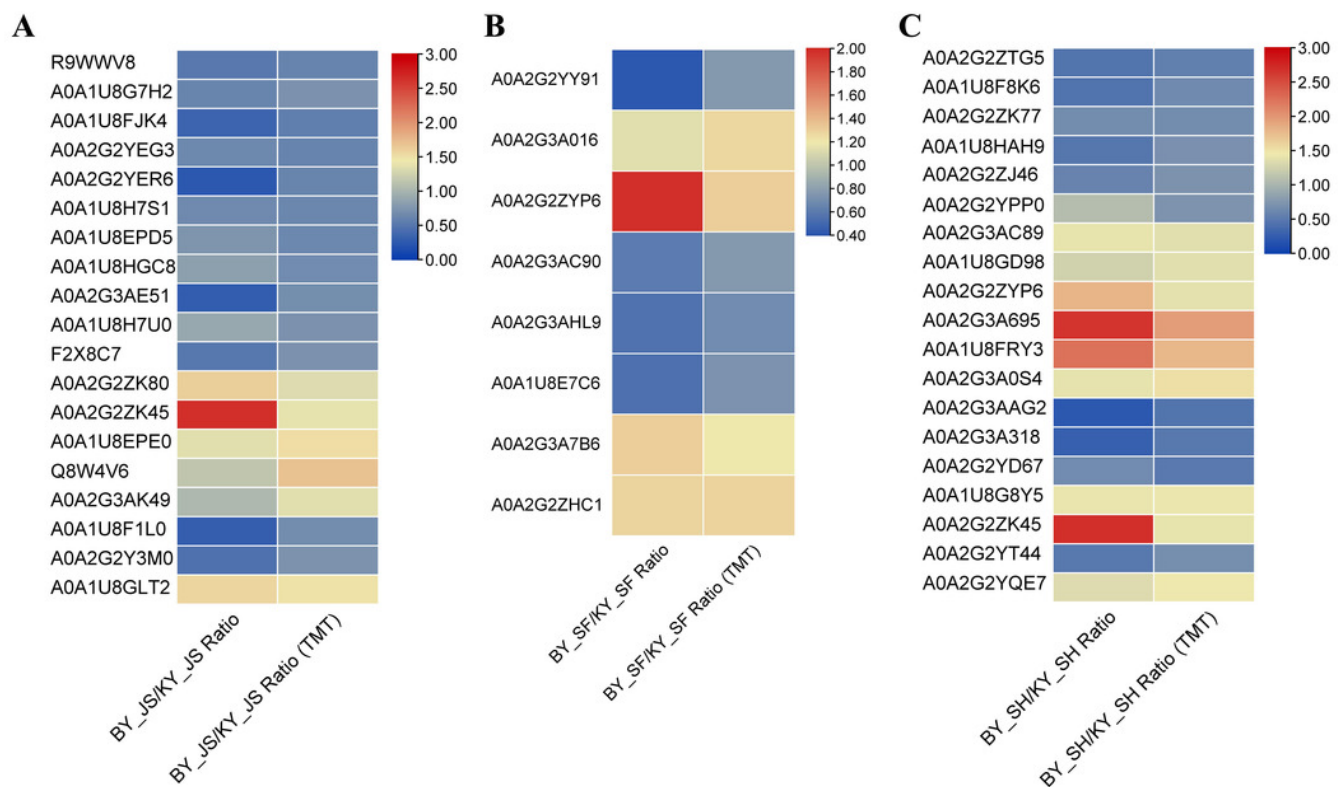 A
R9WWV8
A0A1U8G7H2
A0A1U8FJK4
A0A2G2YEG3
A0A2G2YER6
A0A1U8H7S1
A0A1U8EPD5
A0A1U8HGC8
A0A2G3AE51
A0A1U8H7U0
F2X8C7
A0A2G2ZK80
A0A2G2ZK45
A0A1U8EPE0
Q8W4V6
A0A2G3AK49
A0A1U8F1L0
A0A2G2Y3M0
A0A1U8GLT2
3.00
2.50
2.00
1.50
1.00
0.50
0.00
BY_JS/KY_JS Ratio
BY_JS/KY_JS Ratio (TMT)
B
A0A2G2YY91
A0A2G3A016
A0A2G2ZYP6
A0A2G3AC90
A0A2G3AHL9
A0A1U8E7C6
A0A2G3A7B6
A0A2G2ZHC1
2.00
1.80
1.60
1.40
1.20
1.00
0.80
0.60
0.40
BY_SF/KY_SF Ratio
BY_SF/KY_SF Ratio (TMT)
C
A0A2G2ZTG5
A0A1U8F8K6
A0A2G2ZK77
A0A1U8HAH9
A0A2G2ZJ46
A0A2G2YPP0
A0A2G3AC89
A0A1U8GD98
A0A2G2ZYP6
A0A2G3A695
A0A1U8FRY3
A0A2G3A0S4
A0A2G3AAG2
A0A2G3A318
A0A2G2YD67
A0A1U8G8Y5
A0A2G2ZK45
A0A2G2YT44
A0A2G2YQE7
3.00
2.50
2.00
1.50
1.00
0.50
0.00
BY_SH/KY_SH Ratio
BY_SH/KY_SH Ratio (TMT)